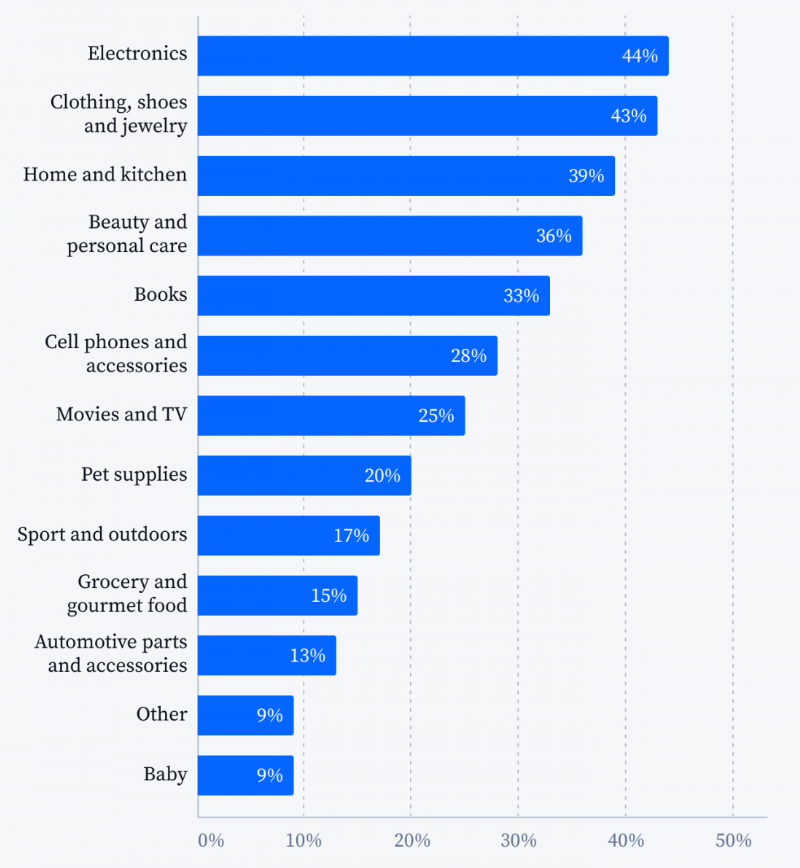 Electronics 44%
Clothing, shoes
and jewelry 43%
Home and kitchen 39%
Beauty and
personal care 36%
Books 33%
Cell phones and
accessories 28%
Movies and TV 25%
Pet supplies 20%
Sport and outdoors 17%
Grocery and
gourmet food 15%
Automotive parts
and accessories 13%
Other 9%
Baby 9%
0% 10% 20% 30% 40% 50%